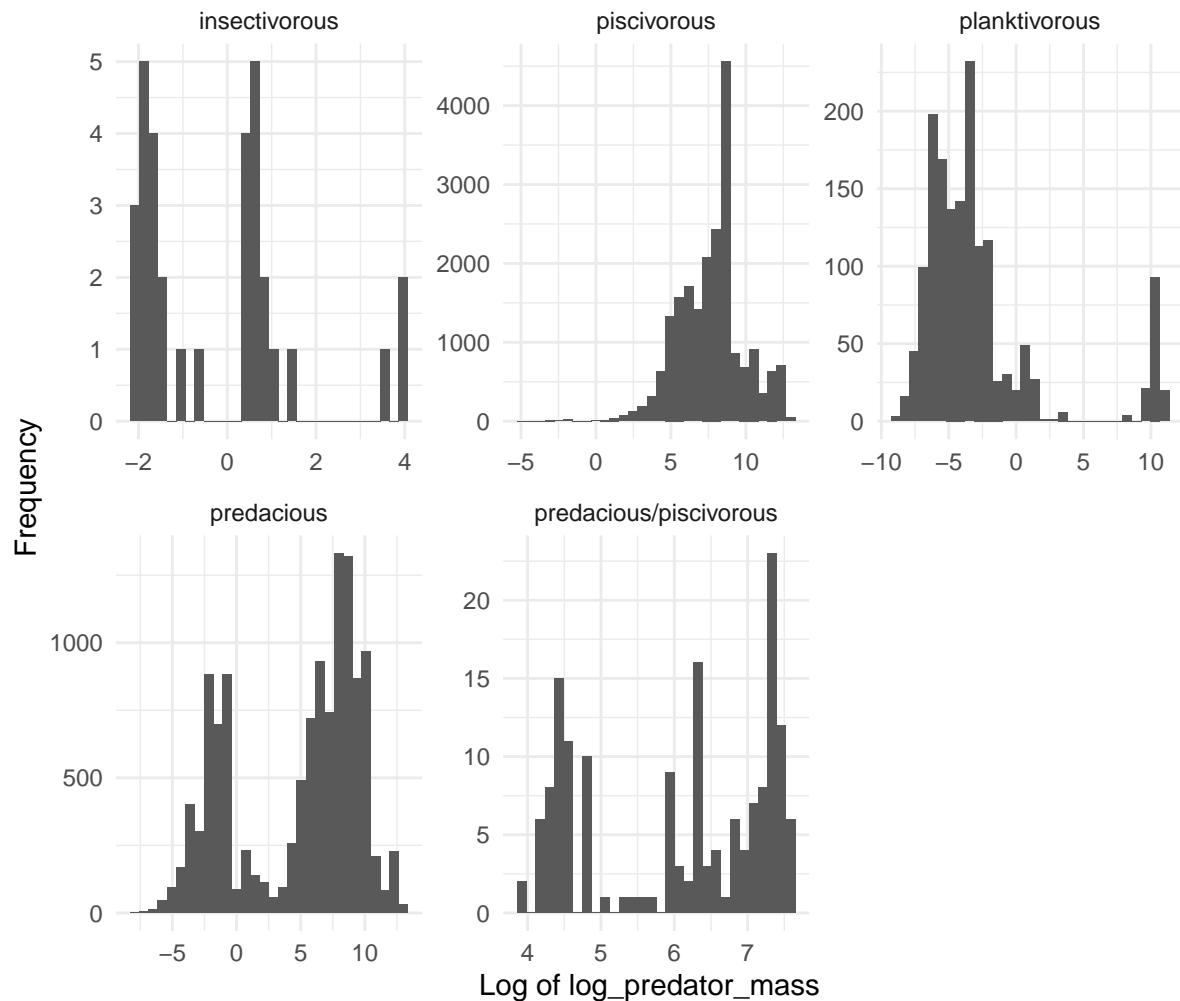 insectivorous
piscivorous
planktivorous
5
4
3
2
1
0
4000
3000
2000
1000
0
200
150
100
50
0
−2 0 2 4
−5 0 5 10
−10 −5 0 5 10
Frequency
predacious
predacious/piscivorous
1000
500
0
20
15
10
5
0
−5 0 5 10
4 5 6 7
Log of log_predator_mass